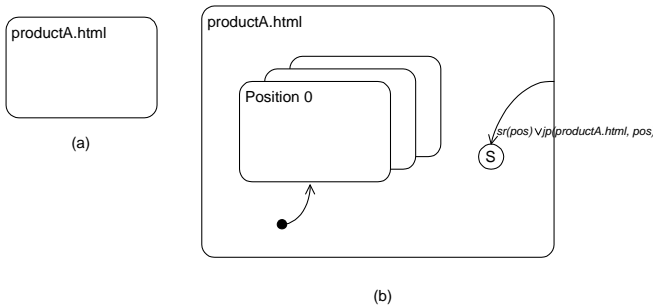 productA.html
(a)
productA.html
Position 0
sr(pos)∨jp(productA.html, pos
S
(b)